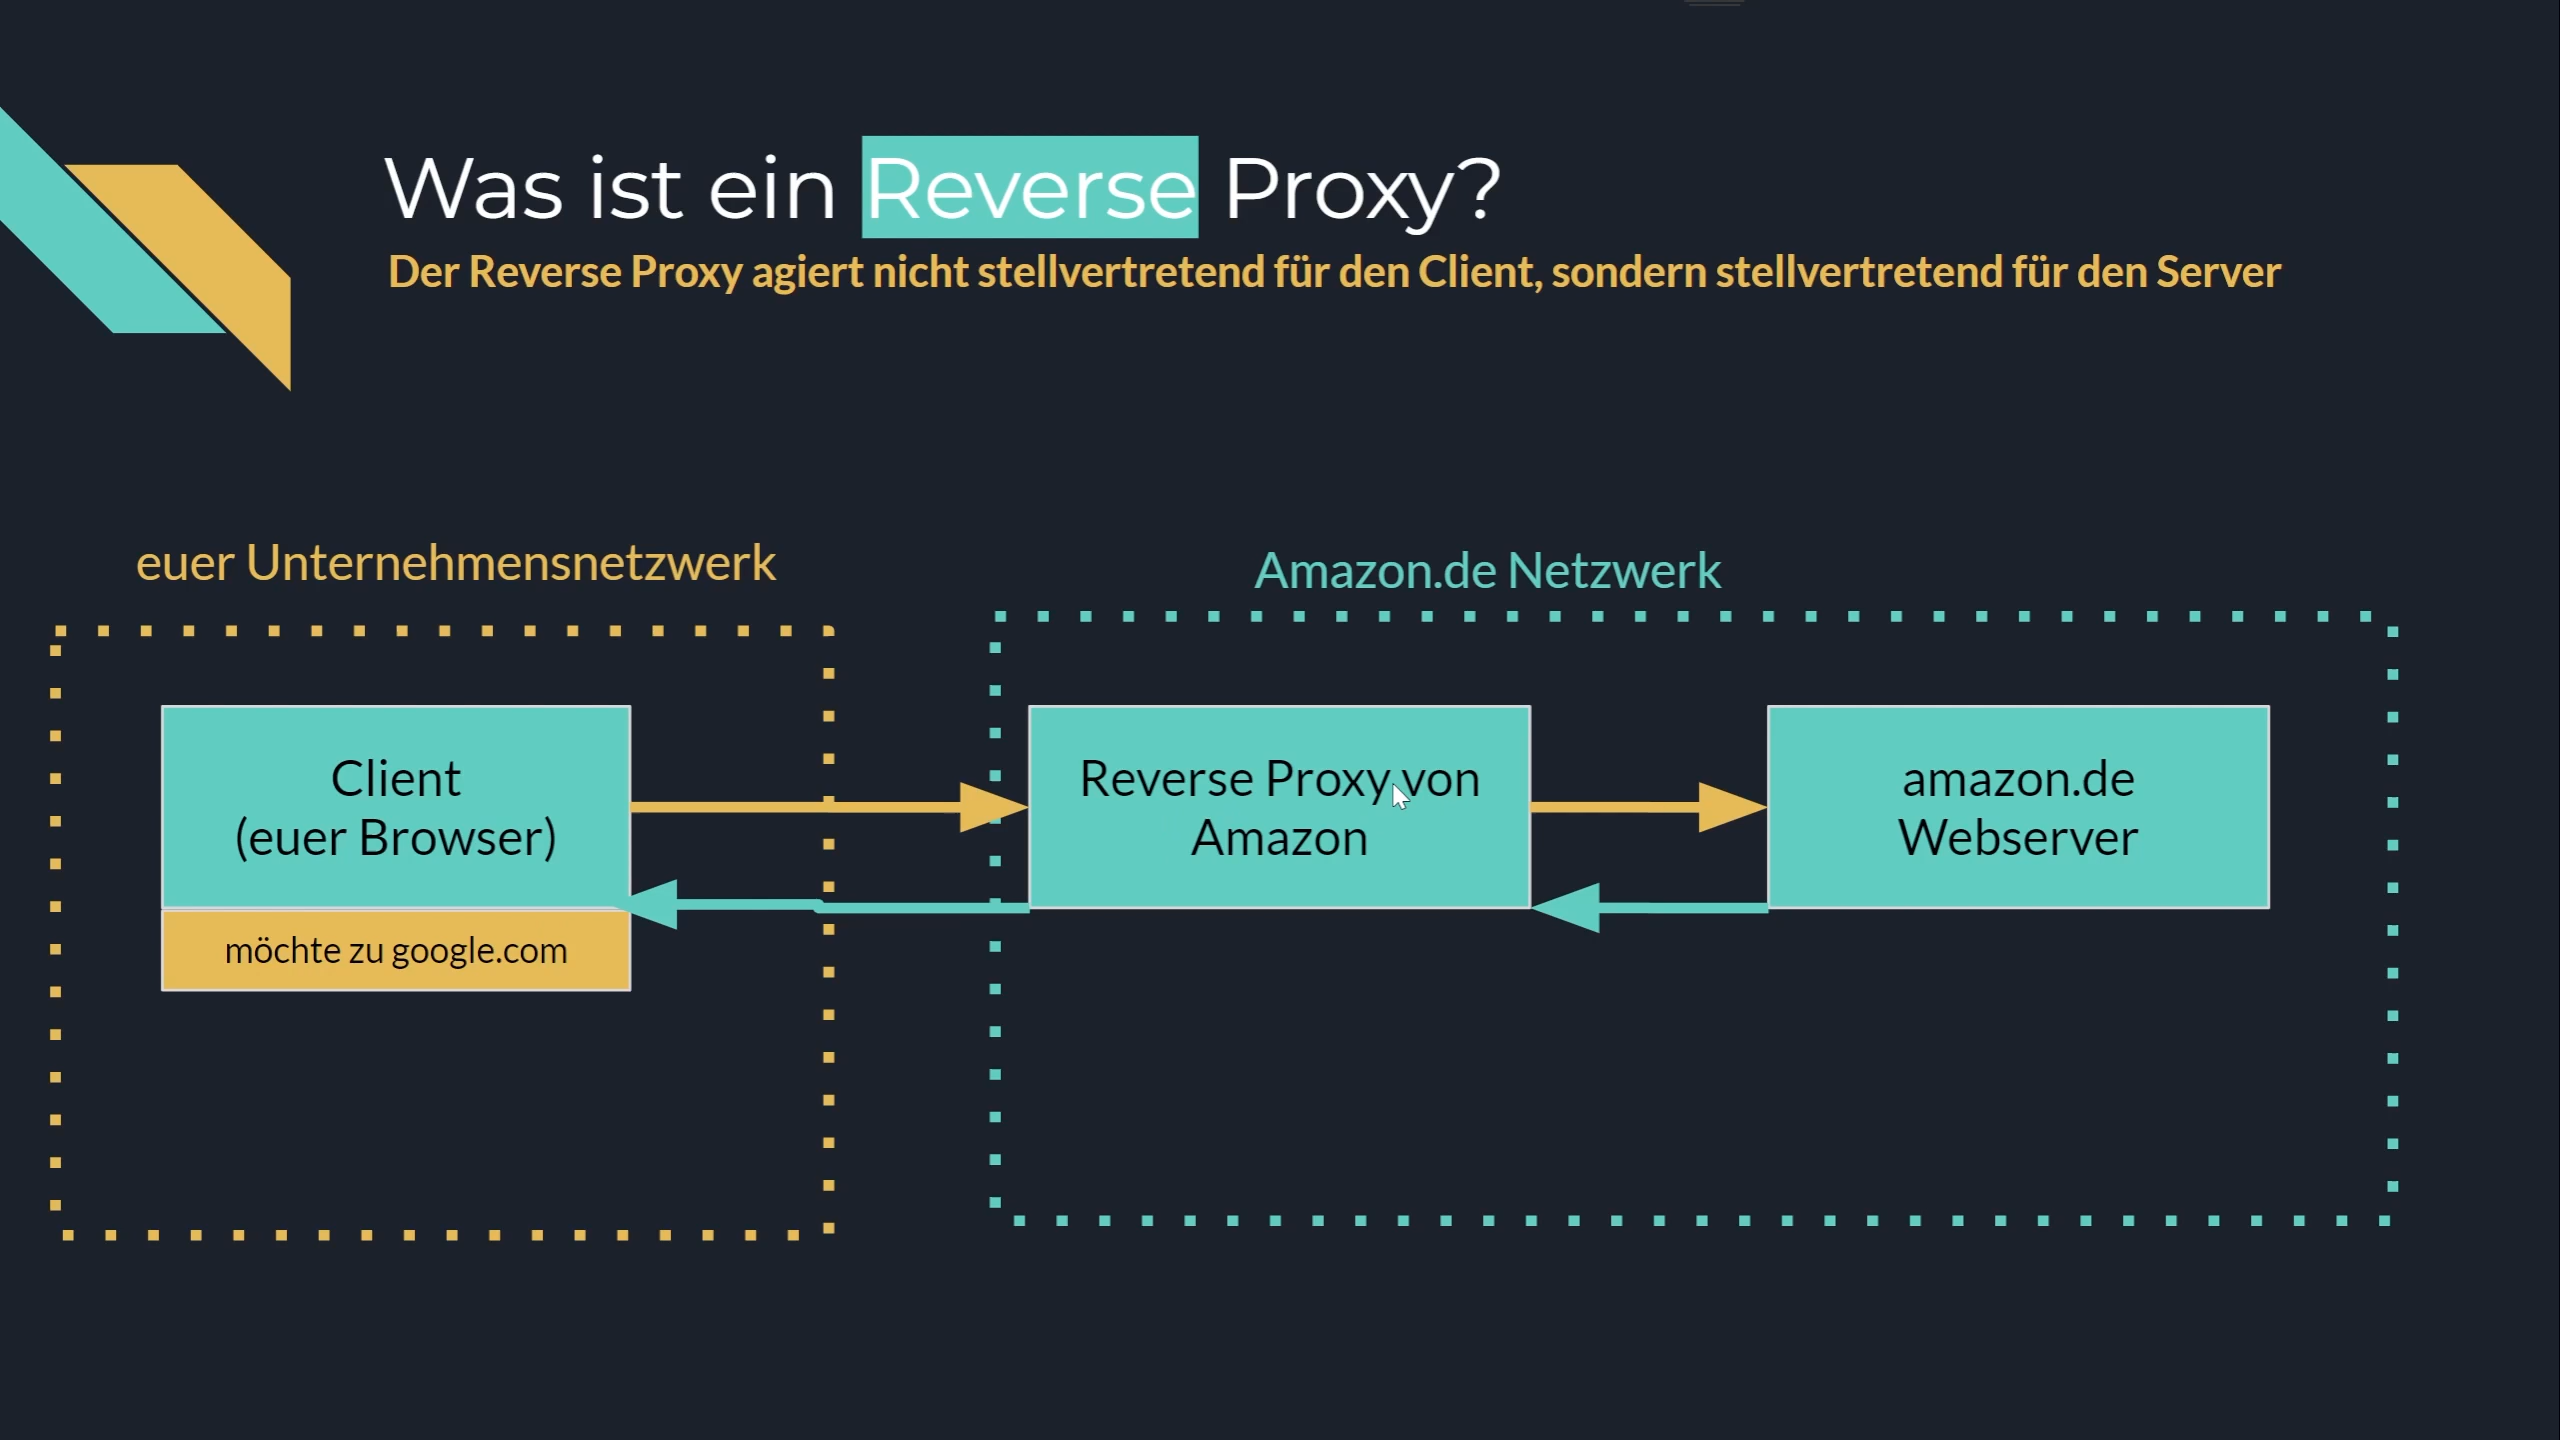 Was ist ein Reverse Proxy?
Der Reverse Proxy agiert nicht stellvertretend für den Client, sondern stellvertretend für den Server
euer Unternehmensnetzwerk
Amazon.de Netzwerk
Client
(euer Browser)
möchte zu google.com
Reverse Proxy von
Amazon
amazon.de
Webserver